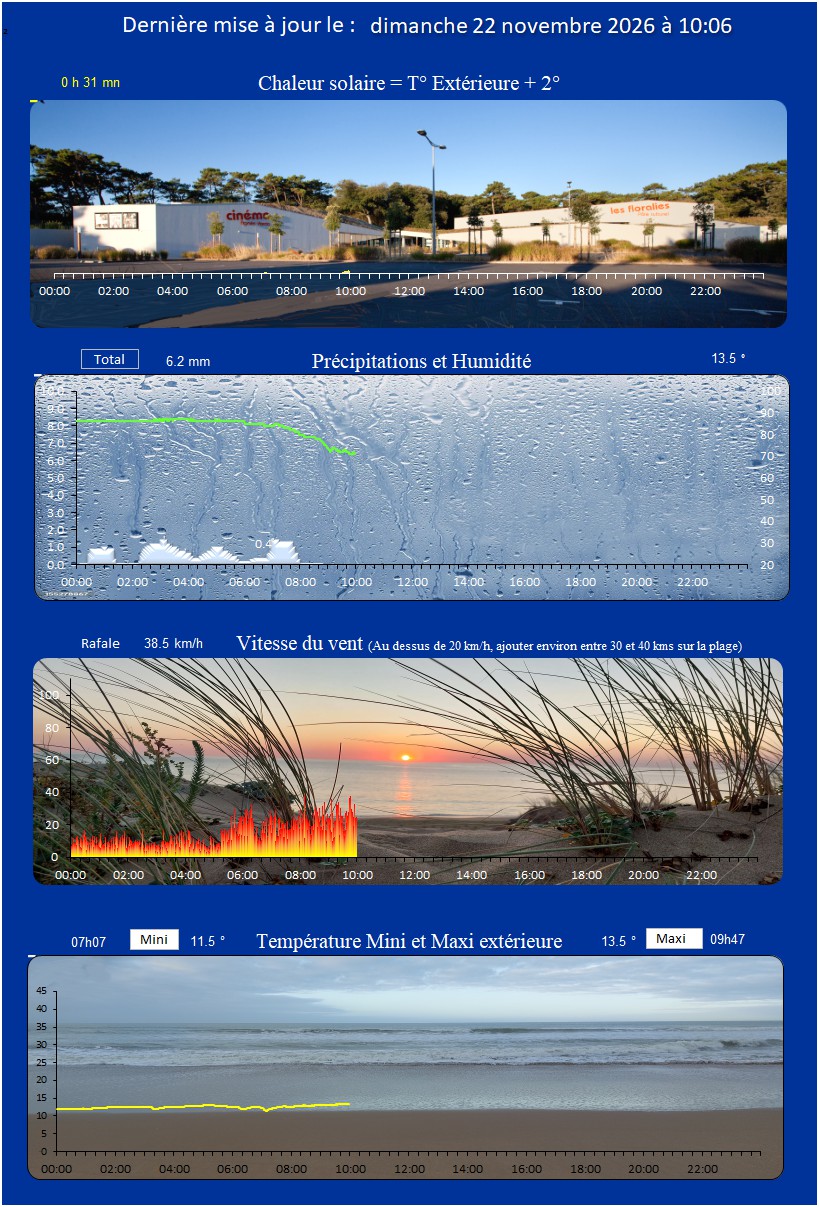 Dernière mise à jour le : dimanche 22 novembre 2026 à 10:06
0 h 31 mn
Chaleur solaire = T° Extérieure + 2°
cinéma
les floralies
00:00 02:00 04:00 06:00 08:00 10:00 12:00 14:00 16:00 18:00 20:00 22:00
Total 6.2 mm Précipitations et Humidité 13.5 °
10.0 100
9.0 90
8.0 80
7.0
6.0 70
5.0 60
4.0 50
3.0
2.0 40
1.0 0.4 30
0.0 20
00:00 02:00 04:00 06:00 08:00 10:00 12:00 14:00 16:00 18:00 20:00 22:00
Rafale 38.5 km/h Vitesse du vent (Au dessus de 20 km/h, ajouter environ entre 30 et 40 kms sur la plage)
100
80
60
40
20
0
00:00 02:00 04:00 06:00 08:00 10:00 12:00 14:00 16:00 18:00 20:00 22:00
07h07 Mini 11.5 ° Température Mini et Maxi extérieure 13.5 ° Maxi 09h47
45
40
35
30
25
20
15
10
5
0
00:00 02:00 04:00 06:00 08:00 10:00 12:00 14:00 16:00 18:00 20:00 22:00